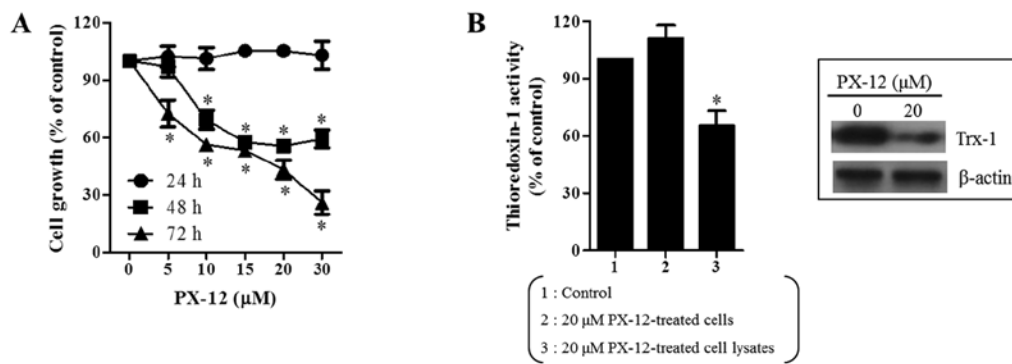 A
Cell growth (% of control)
120
90
60
30
0
*
*
*
*
*
*
*
*
*
24 h
48 h
72 h
0 5 10 15 20 30
PX-12 (μM)
B
Thioredoxin-1 activity
(% of control)
120
90
60
30
0
*
1 2 3
1 : Control
2 : 20 μM PX-12-treated cells
3 : 20 μM PX-12-treated cell lysates
PX-12 (μM)
0 20
Trx-1
β-actin